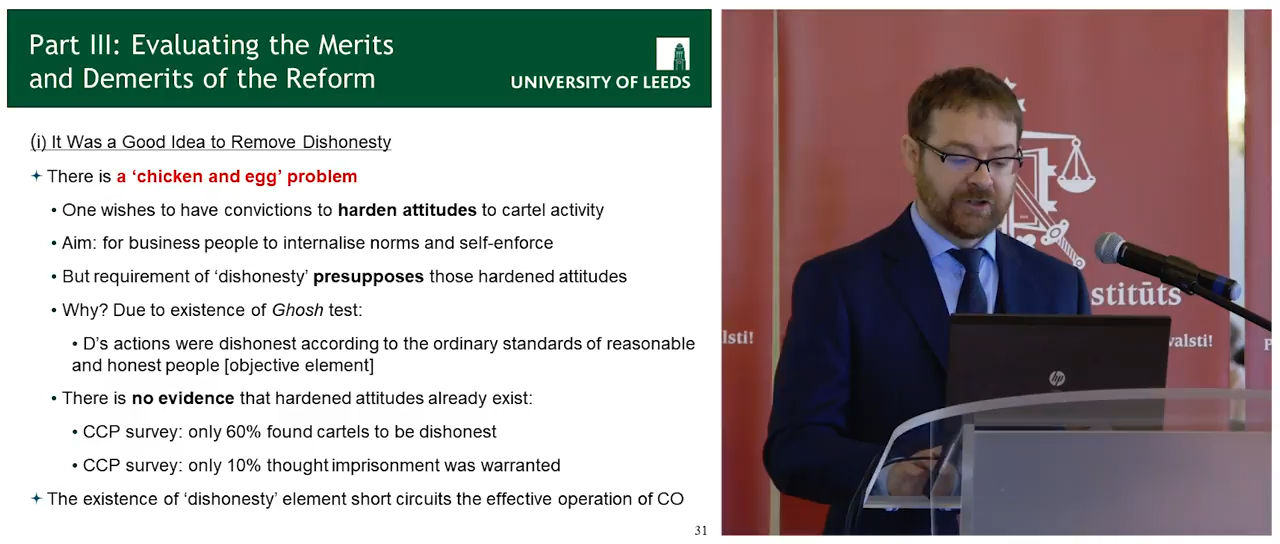 Part III: Evaluating the Merits
and Demerits of the Reform
UNIVERSITY OF LEEDS
(i) It Was a Good Idea to Remove Dishonesty
There is a ‘chicken and egg’ problem
• One wishes to have convictions to harden attitudes to cartel activity
• Aim: for business people to internalise norms and self-enforce
• But requirement of ‘dishonesty’ presupposes those hardened attitudes
• Why? Due to existence of Ghosh test:
• D’s actions were dishonest according to the ordinary standards of reasonable
and honest people [objective element]
• There is no evidence that hardened attitudes already exist:
• CCP survey: only 60% found cartels to be dishonest
• CCP survey: only 10% thought imprisonment was warranted
The existence of ‘dishonesty’ element short circuits the effective operation of CO
31
stitūts
lsti!
valsti!
P
hp